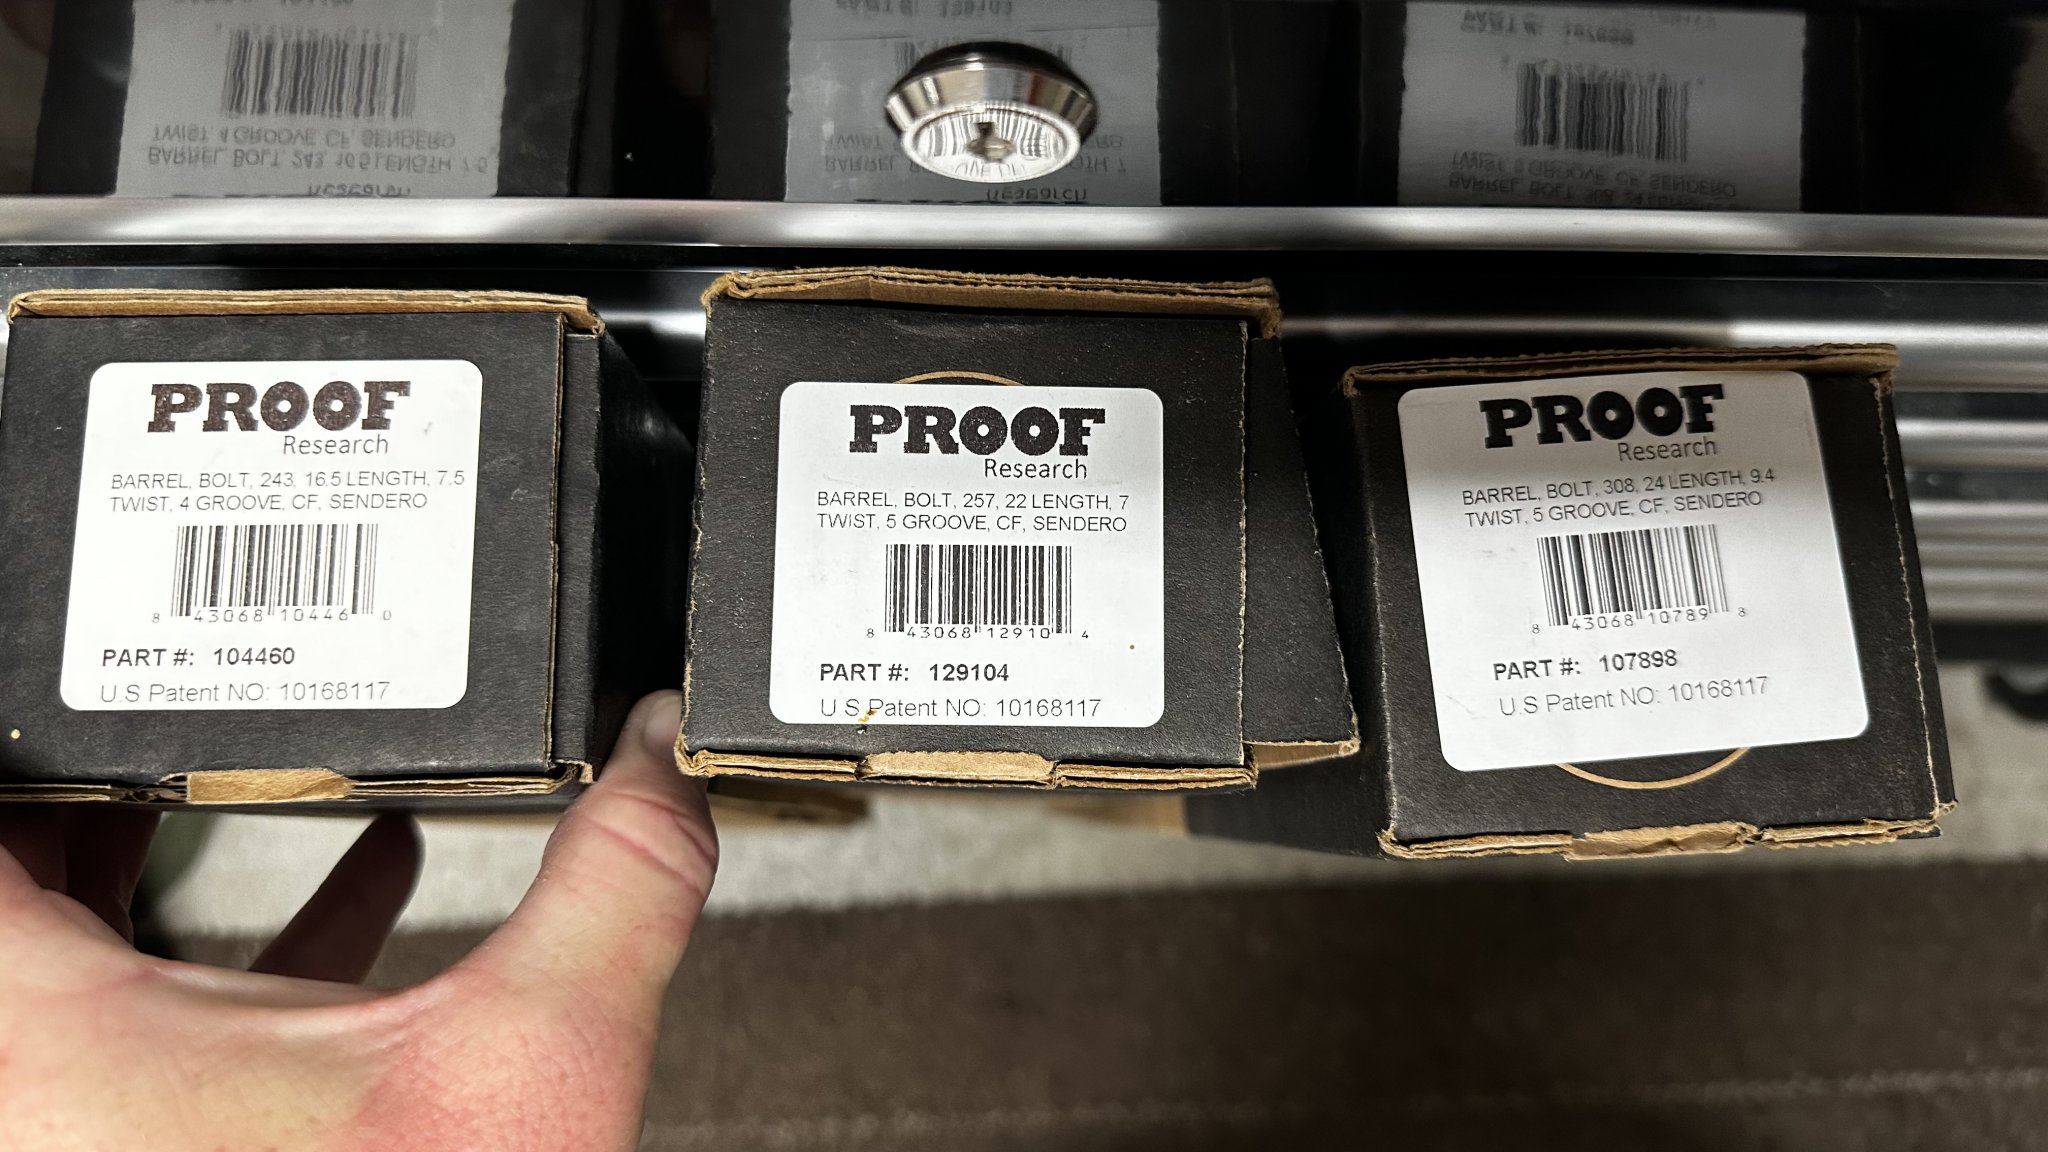 PROOF
Research
BARREL, BOLT, 243, 16.5 LENGTH, 7.5
TWIST, 4 GROOVE, CF, SENDERO
8 43068 10446 0
PART #: 104460
U.S Patent NO: 10168117
PROOF
Research
BARREL, BOLT, 257, 22 LENGTH, 7
TWIST, 5 GROOVE, CF, SENDERO
8 43068 12910 4
PART #: 129104
U.S Patent NO: 10168117
PROOF
Research
BARREL, BOLT, 308, 24 LENGTH, 9.4
TWIST, 5 GROOVE, CF, SENDERO
8 43068 10789 8
PART #: 107898
U.S Patent NO: 10168117